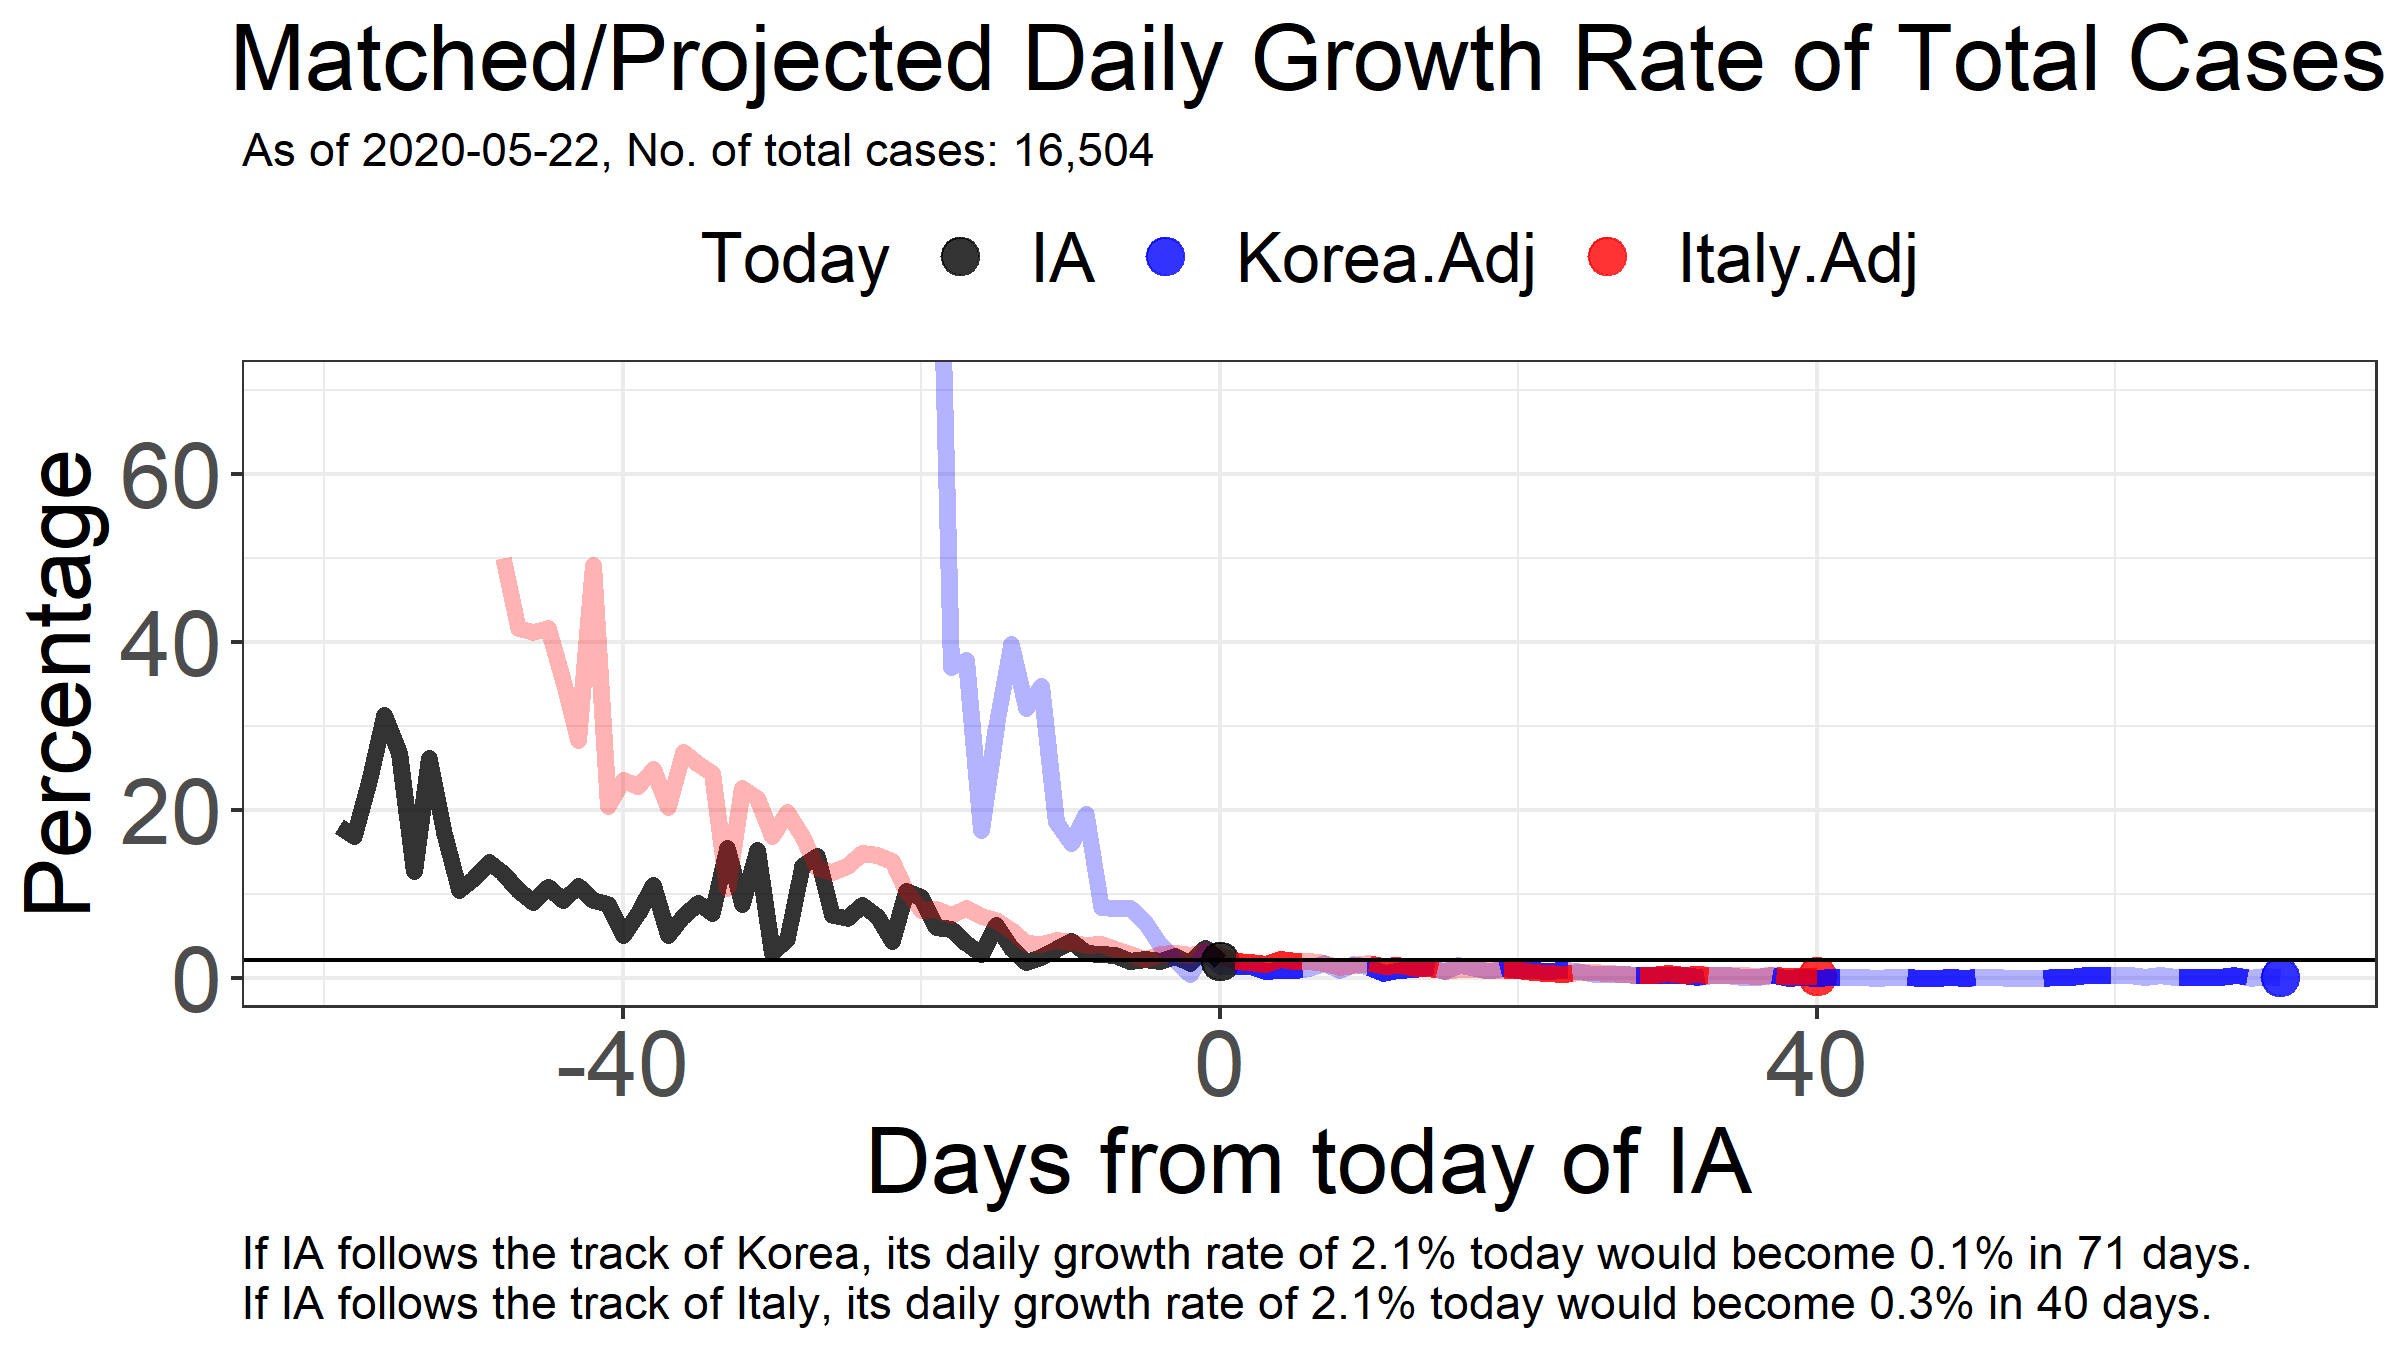 Matched/Projected Daily Growth Rate of Total Cases
As of 2020-05-22, No. of total cases: 16,504
Today IA Korea.Adj Italy.Adj
Percentage
60
40
20
0
-40 0 40
Days from today of IA
If IA follows the track of Korea, its daily growth rate of 2.1% today would become 0.1% in 71 days.
If IA follows the track of Italy, its daily growth rate of 2.1% today would become 0.3% in 40 days.